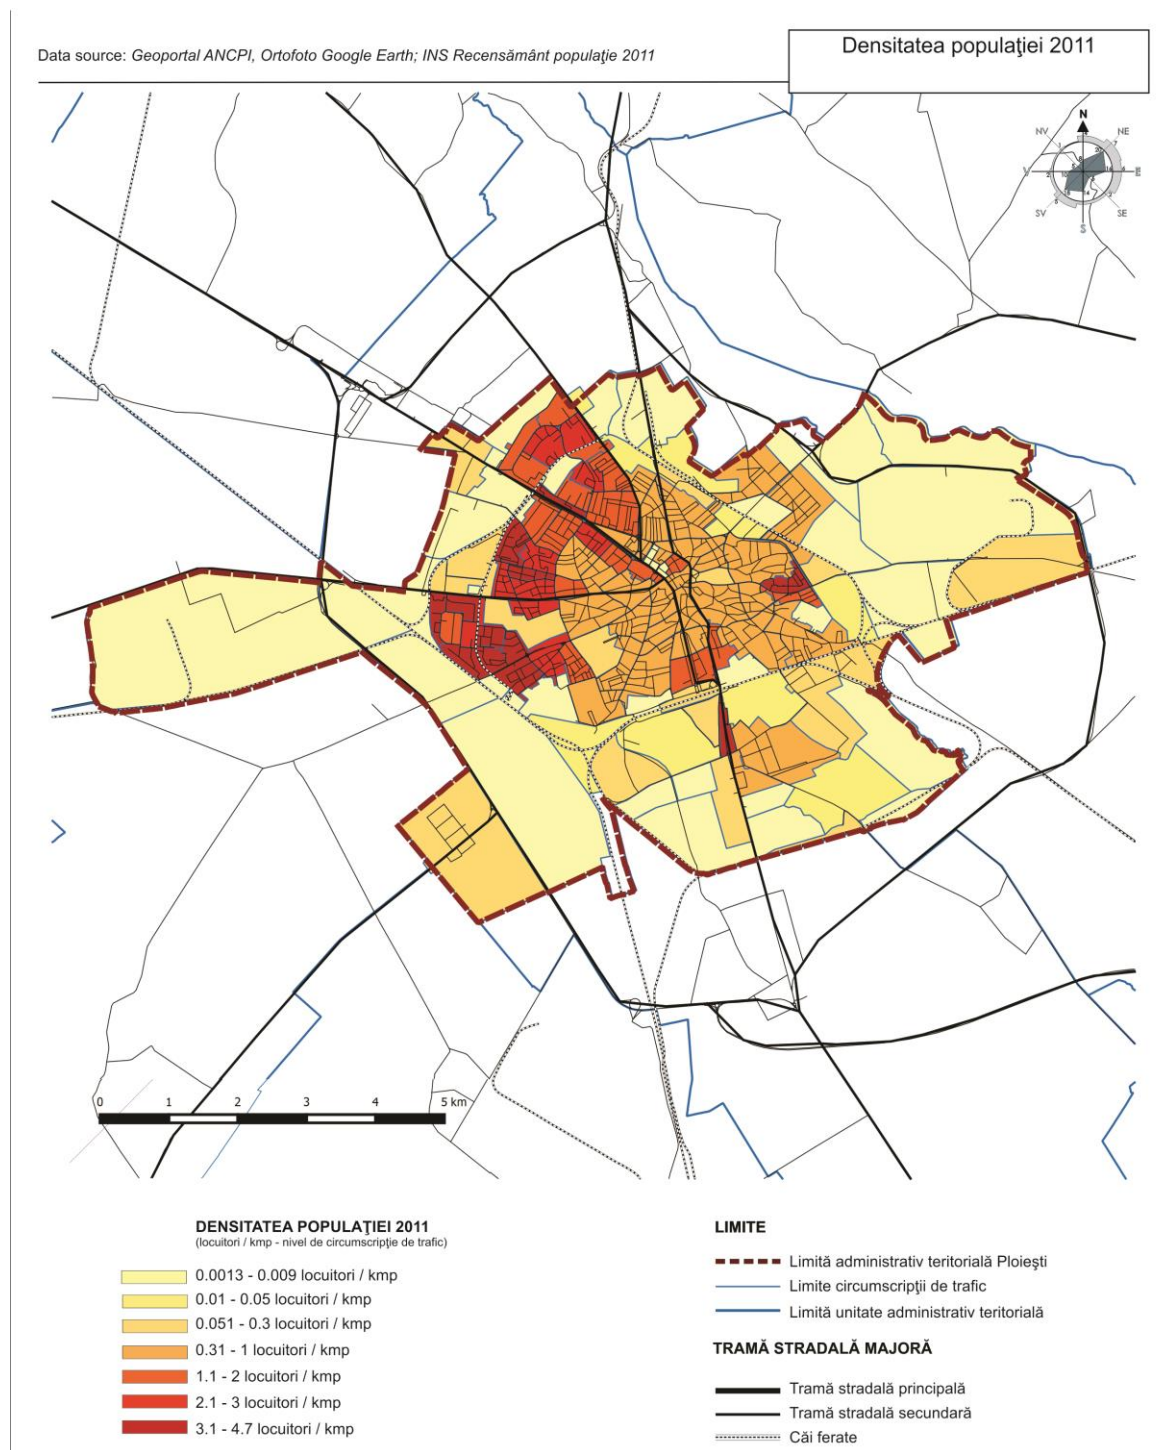 Densitatea populaţiei 2011
Data source: Geoportal ANCPI, Ortofoto Google Earth; INS Recensământ populaţie 2011
N
NV
NE
V
E
SV
SE
S
0 1 2 3 4 5 km
DENSITATEA POPULAŢIEI 2011
(locuitori / kmp - nivel de circumscripţie de trafic)
0.0013 - 0.009 locuitori / kmp
0.01 - 0.05 locuitori / kmp
0.051 - 0.3 locuitori / kmp
0.31 - 1 locuitori / kmp
1.1 - 2 locuitori / kmp
2.1 - 3 locuitori / kmp
3.1 - 4.7 locuitori / kmp
LIMITE
Limită administrativ teritorială Ploieşti
Limite circumscripţii de trafic
Limită unitate administrativ teritorială
TRAMĂ STRADALĂ MAJORĂ
Tramă stradală principală
Tramă stradală secundară
Căi ferate